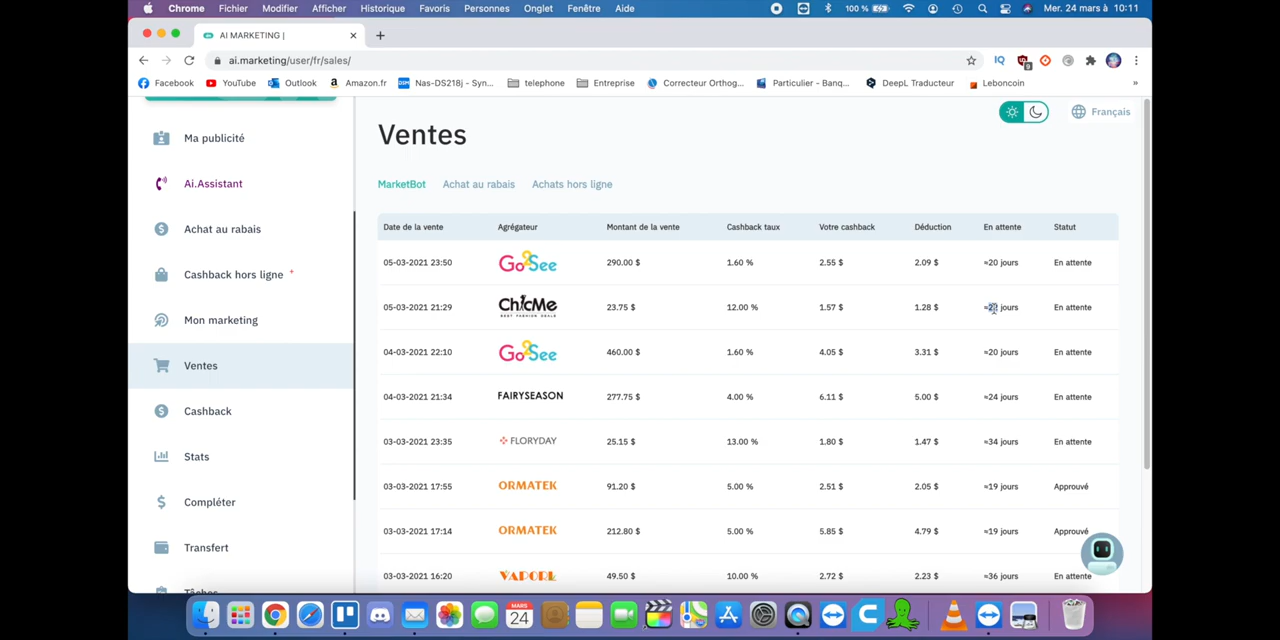 Chrome Fichier Modifier Afficher Historique Favoris Personnes Onglet Fenêtre Aide 100 % Mer. 24 mars à 10:11
AI MARKETING |
ai.marketing/user/fr/sales/
Facebook YouTube Outlook Amazon.fr Nas-DS218j – Syn... telephone Entreprise Correcteur Orthog... Particulier - Banq... DeepL Traducteur Leboncoin »
Français
Ma publicité
Ai.Assistant
Achat au rabais
Cashback hors ligne *
Mon marketing
Ventes
Cashback
Stats
Compléter
Transfert
Ventes
MarketBot Achat au rabais Achats hors ligne
Date de la vente Agrégateur Montant de la vente Cashback taux Votre cashback Déduction En attente Statut
05-03-2021 23:50 Go2See 290.00 $ 1.60 % 2.55 $ 2.09 $ ≈20 jours En attente
05-03-2021 21:29 ChicMe BEST FASHION DEALS 23.75 $ 12.00 % 1.57 $ 1.28 $ jours En attente
04-03-2021 22:10 Go2See 460.00 $ 1.60 % 4.05 $ 3.31 $ ≈20 jours En attente
04-03-2021 21:34 FAIRYSEASON 277.75 $ 4.00 % 6.11 $ 5.00 $ ≈24 jours En attente
03-03-2021 23:35 FLORYDAY 25.15 $ 13.00 % 1.80 $ 1.47 $ ≈34 jours En attente
03-03-2021 17:55 ORMATEK 91.20 $ 5.00 % 2.51 $ 2.05 $ ≈19 jours Approuvé
03-03-2021 17:14 ORMATEK 212.80 $ 5.00 % 5.85 $ 4.79 $ ≈19 jours Approuvé
03-03-2021 16:20 49.50 $ 10.00 % 2.72 $ 2.23 $ ≈36 jours En attente
MARS
24